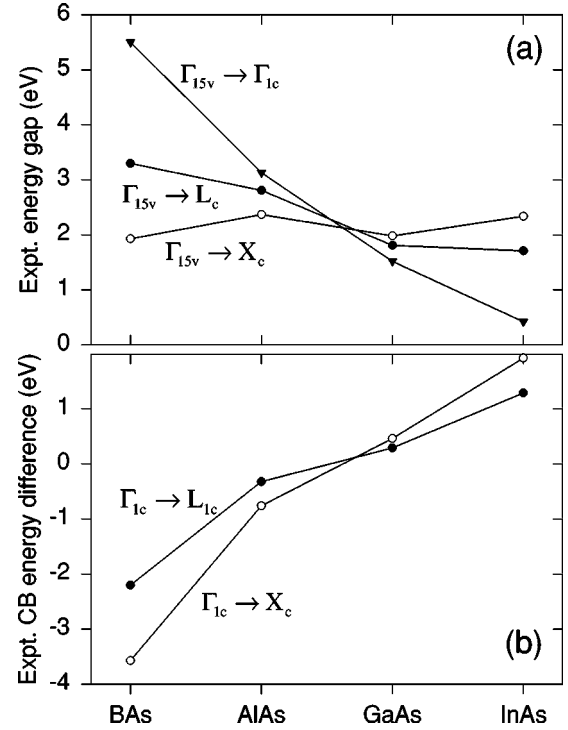 Expt. energy gap (eV)
6
5
4
3
2
1
0
(a)
Γ15v → Γ1c
Γ15v → Lc
Γ15v → Xc
Expt. CB energy difference (eV)
1
0
-1
-2
-3
-4
Γ1c → L1c
Γ1c → Xc
(b)
BAs AlAs GaAs InAs